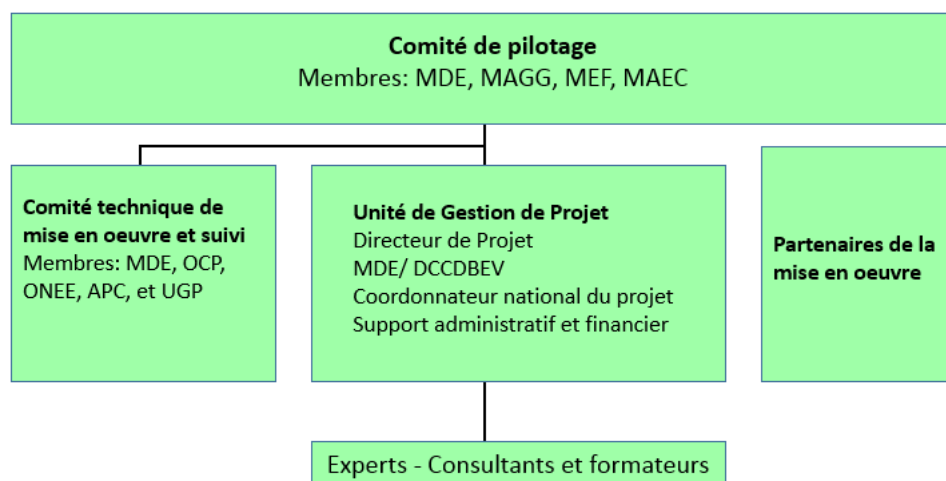 Comité de pilotage
Membres: MDE, MAGG, MEF, MAEC
Comité technique de
mise en oeuvre et suivi
Membres: MDE, OCP,
ONEE, APC, et UGP
Unité de Gestion de Projet
Directeur de Projet
MDE/ DCCDBEV
Coordonnateur national du projet
Support administratif et financier
Partenaires de la
mise en oeuvre
Experts - Consultants et formateurs